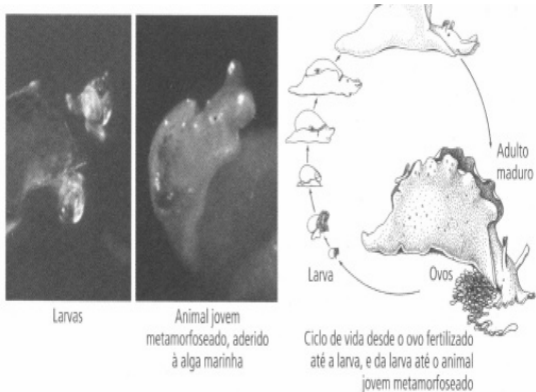 Adulto
maduro
Larva
Ovos
Larvas
Animal jovem
metamorfoseado, aderido
à alga marinha
Ciclo de vida desde o ovo fertilizado
até a larva, e da larva até o animal
jovem metamorfoseado